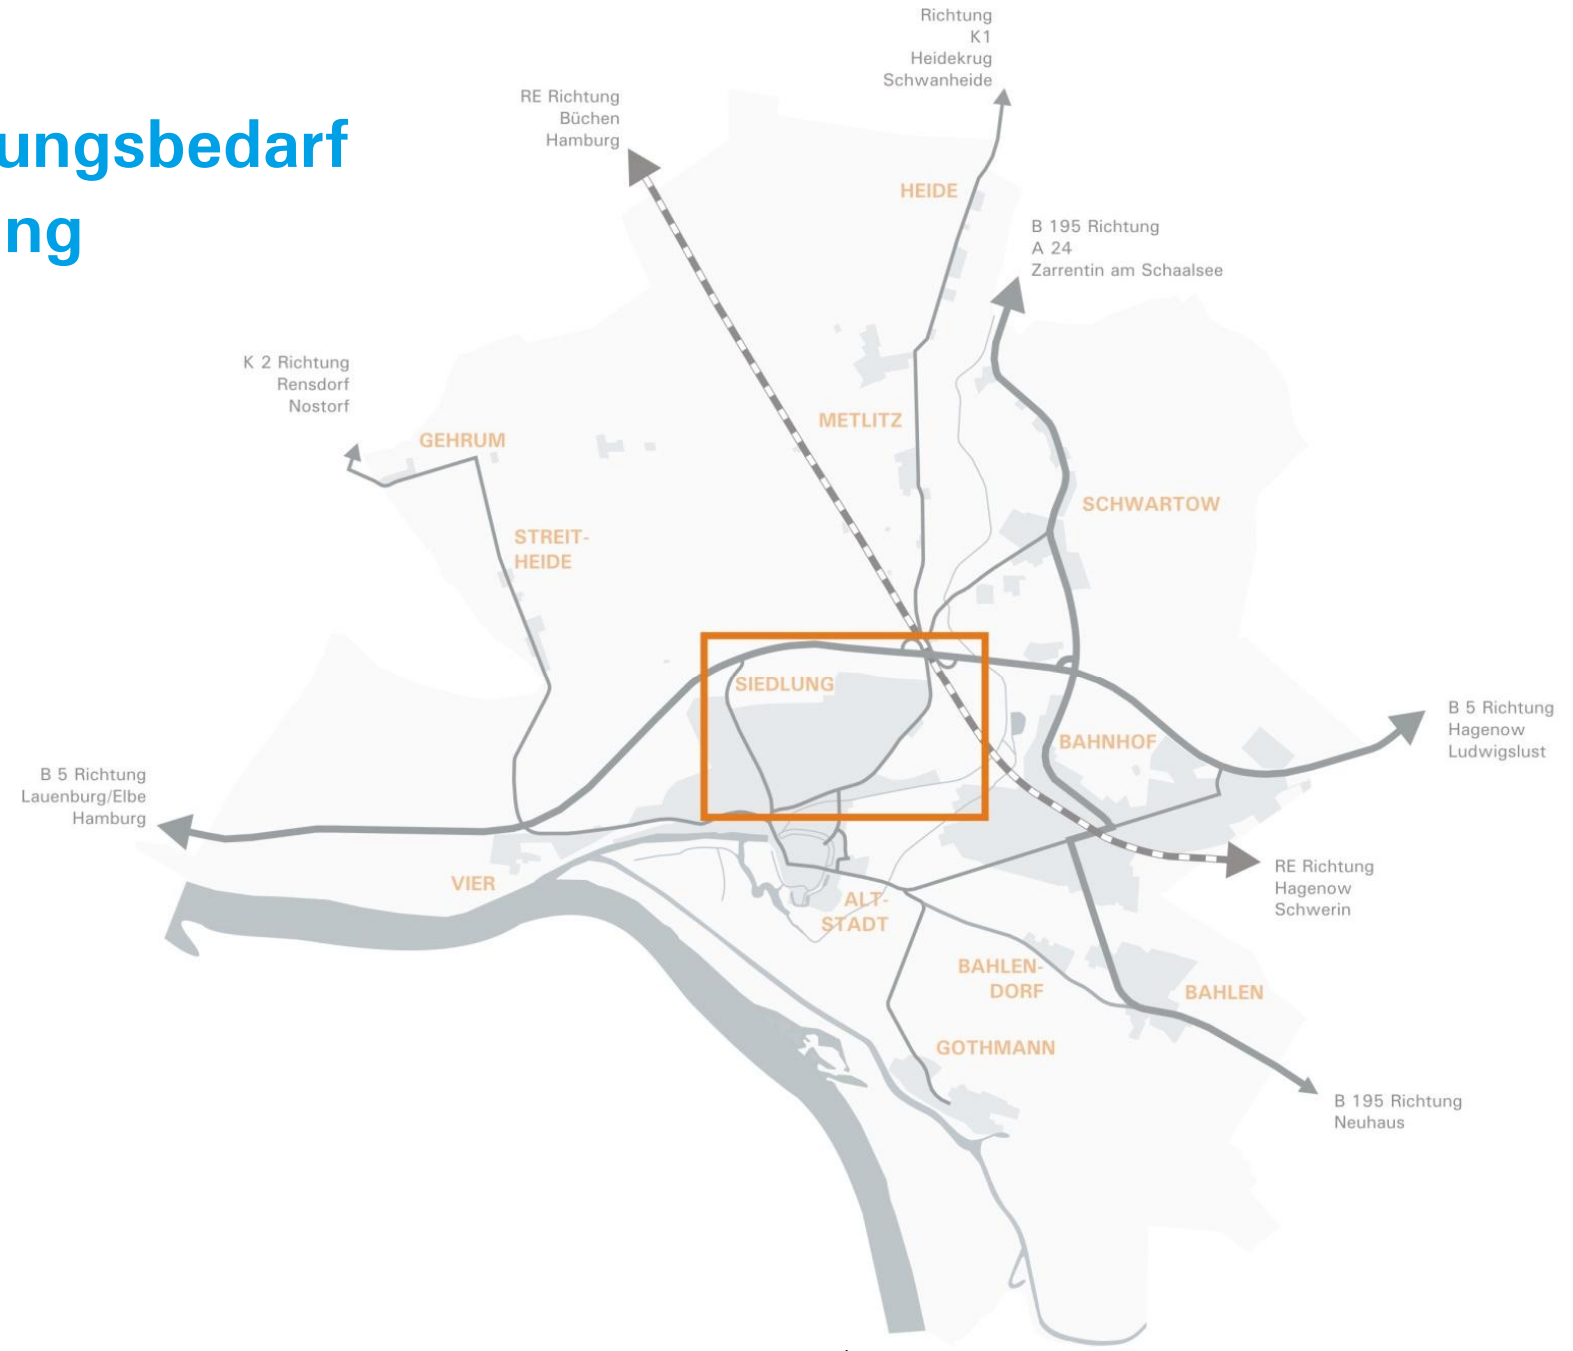 Richtung
K1
Heidekrug
Schwanheide
RE Richtung
Büchen
Hamburg
ungsbedarf
ng
HEIDE
B 195 Richtung
A 24
Zarrentin am Schaalsee
K 2 Richtung
Rensdorf
Nostorf
METLITZ
GEHRUM
SCHWARTOW
STREIT-
HEIDE
SIEDLUNG
B 5 Richtung
Hagenow
Ludwigslust
BAHNHOF
B 5 Richtung
Lauenburg/Elbe
Hamburg
RE Richtung
Hagenow
Schwerin
VIER
ALT-
STADT
BAHLEN-
DORF
BAHLEN
GOTHMANN
B 195 Richtung
Neuhaus